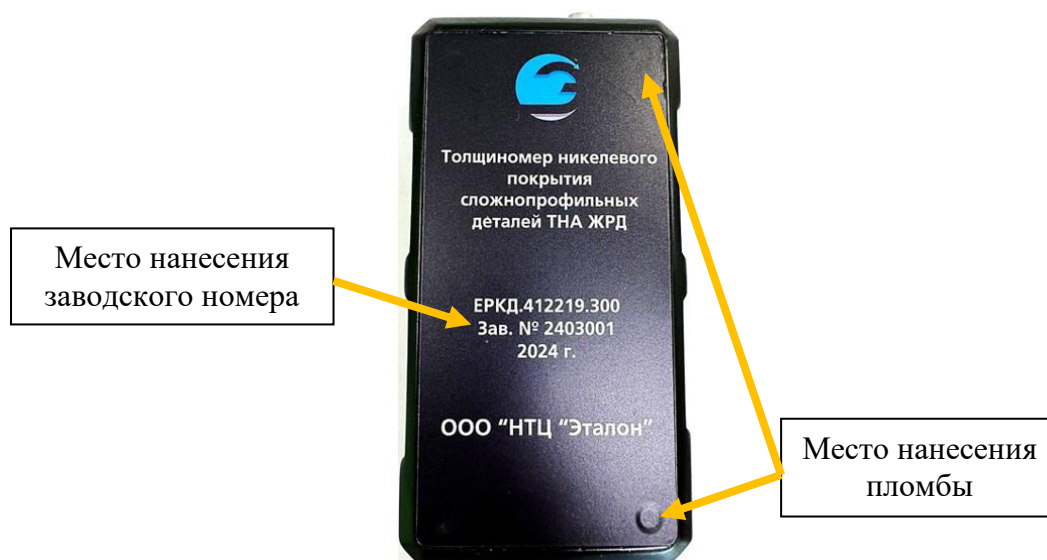 Толщиномер никелевого
покрытия
сложнопрофильных
деталей ТНА ЖРД
Место нанесения
заводского номера
ЕРКД.412219.300
Зав. № 2403001
2024 г.
ООО “НТЦ “Эталон”
Место нанесения
пломбы